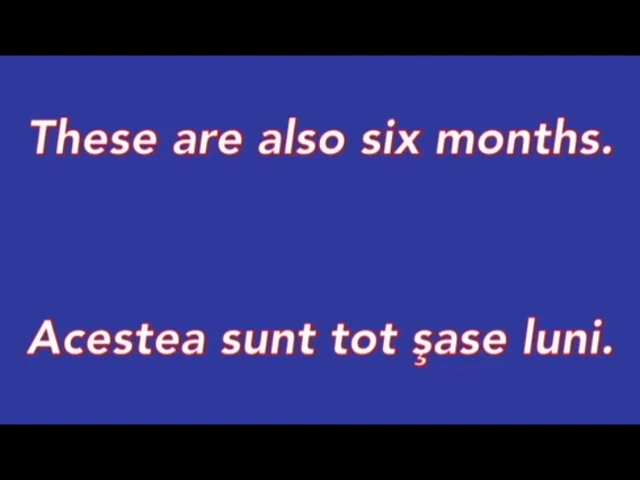 These are also six months.
Acestea sunt tot şase luni.